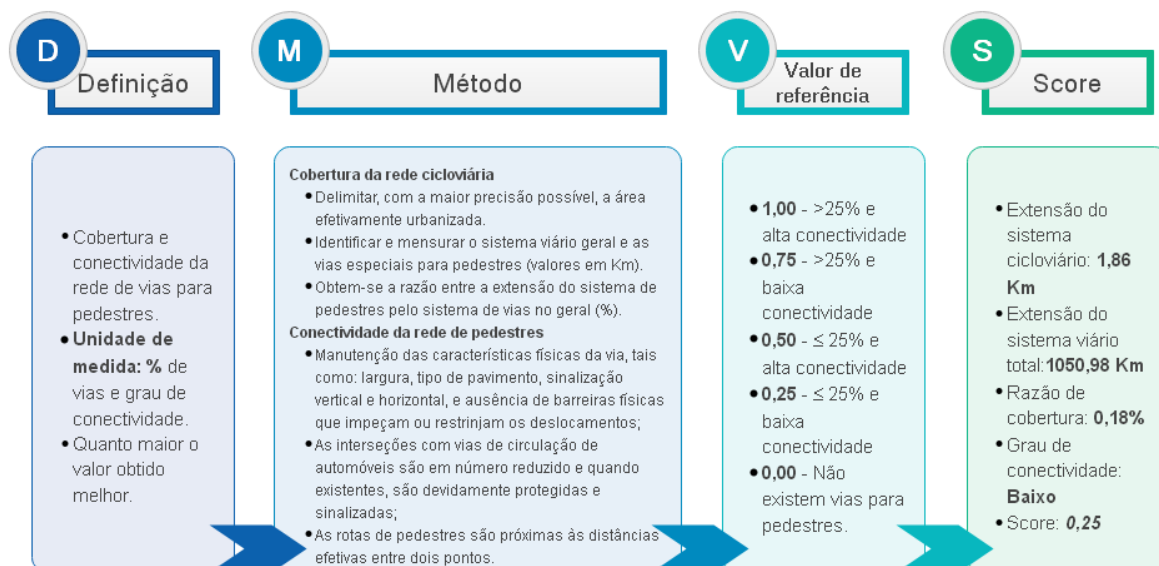 D
Definição
M
Método
V
Valor de
referência
S
Score
• Cobertura e
conectividade da
rede de vias para
pedestres.
• Unidade de
medida: % de
vias e grau de
conectividade.
• Quanto maior o
valor obtido
melhor.
Cobertura da rede cicloviária
• Delimitar, com a maior precisão possível, a área
efetivamente urbanizada.
• Identificar e mensurar o sistema viário geral e as
vias especiais para pedestres (valores em Km).
• Obtem-se a razão entre a extensão do sistema de
pedestres pelo sistema de vias no geral (%).
Conectividade da rede de pedestres
• Manutenção das características físicas da via, tais
como: largura, tipo de pavimento, sinalização
vertical e horizontal, e ausência de barreiras físicas
que impeçam ou restrinjam os deslocamentos;
• As interseções com vias de circulação de
automóveis são em número reduzido e quando
existentes, são devidamente protegidas e
sinalizadas;
• As rotas de pedestres são próximas às distâncias
efetivas entre dois pontos.
• 1,00 - >25% e
alta conectividade
• 0,75 - >25% e
baixa
conectividade
• 0,50 - ≤ 25% e
alta conectividade
• 0,25 - ≤ 25% e
baixa
conectividade
• 0,00 - Não
existem vias para
pedestres.
• Extensão do
sistema
cicloviário: 1,86
Km
• Extensão do
sistema viário
total:1050,98 Km
• Razão de
cobertura: 0,18%
• Grau de
conectividade:
Baixo
• Score: 0,25